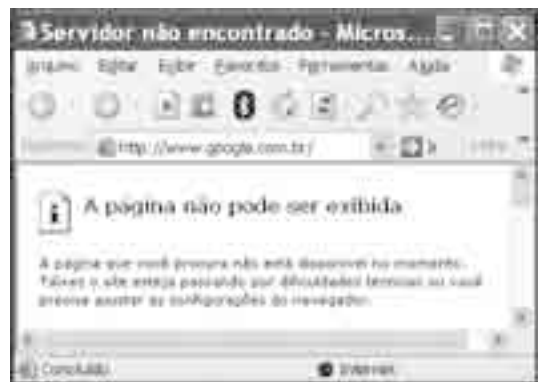 Servidor não encontrado - Micros...
Arquivo Editar Exibir Favoritos Ferramentas Ajuda
http://www.google.com.br/
A página não pode ser exibida
A página que você procura não está disponível no momento.
Talvez o site esteja passando por dificuldades técnicas ou você
precise ajustar as configurações do navegador.
Concluído Internet